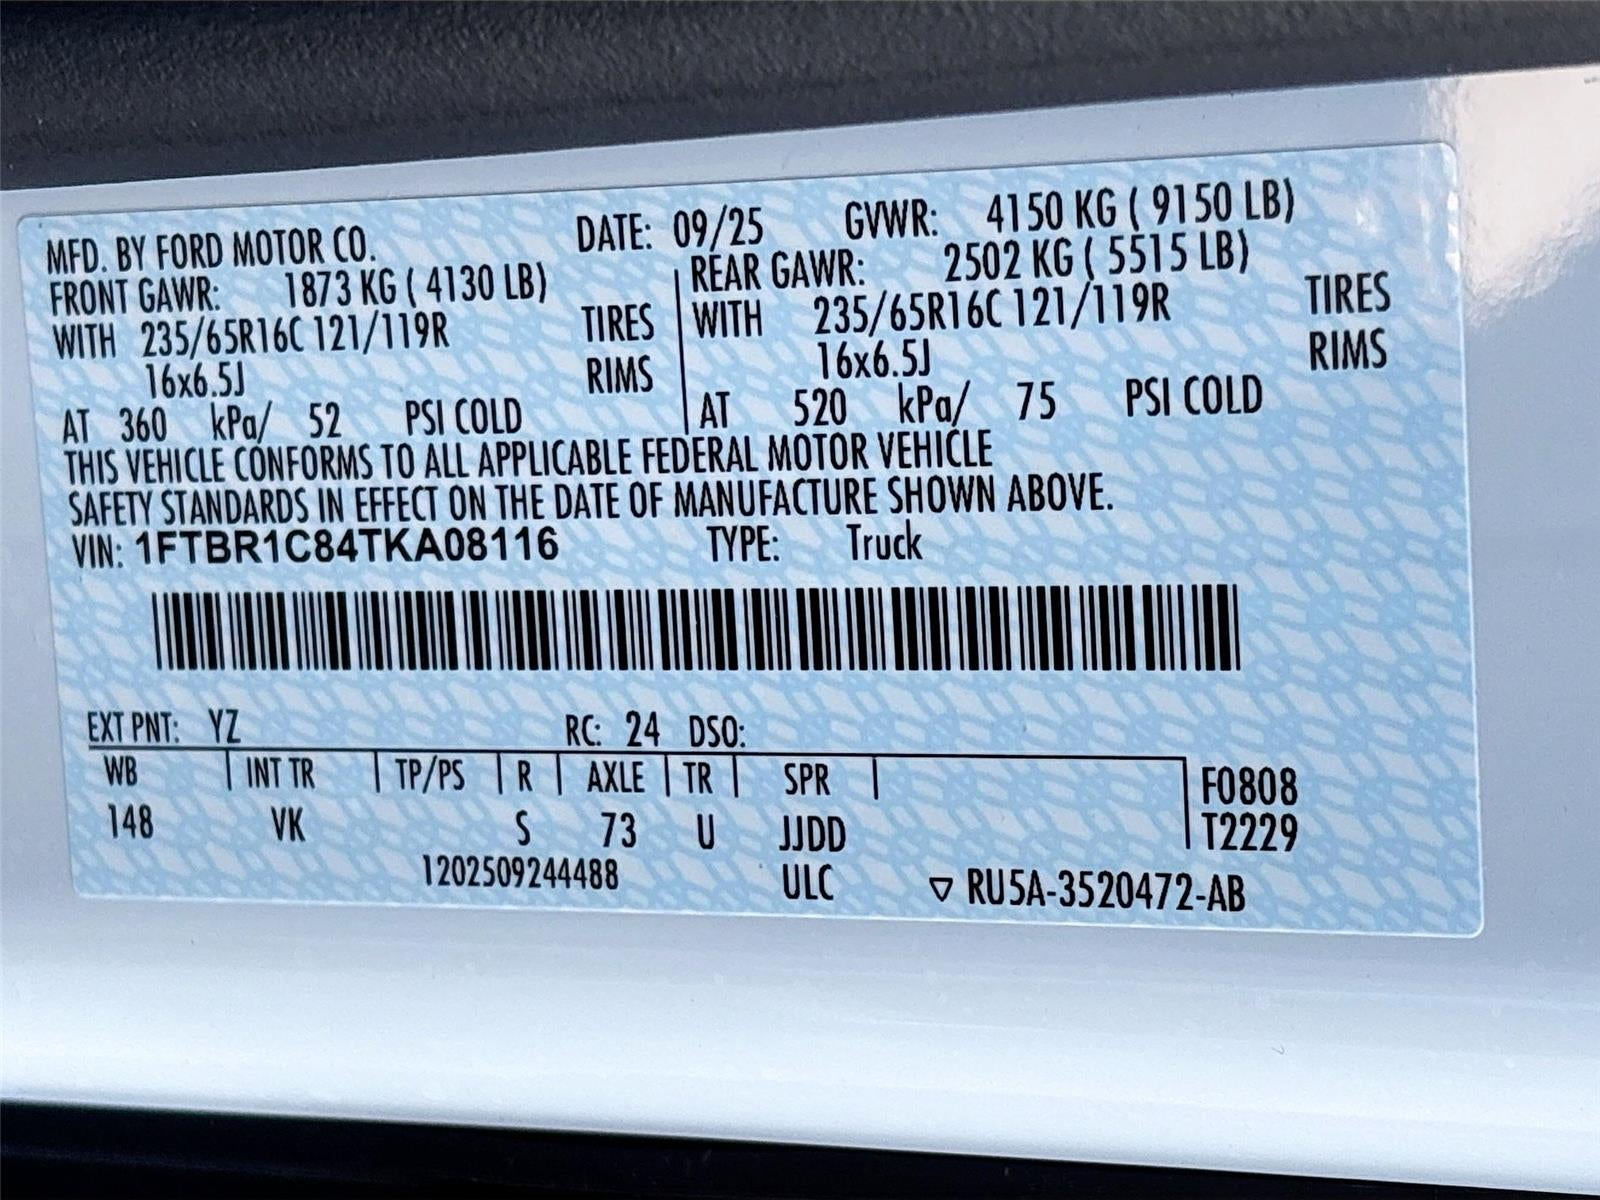 MFD. BY FORD MOTOR CO. DATE: 09/25 GVWR: 4150 KG ( 9150 LB)
FRONT GAWR: 1873 KG ( 4130 LB) REAR GAWR: 2502 KG ( 5515 LB)
WITH 235/65R16C 121/119R TIRES WITH 235/65R16C 121/119R TIRES
16x6.5J RIMS 16x6.5J RIMS
AT 360 kPa/ 52 PSI COLD AT 520 kPa/ 75 PSI COLD
THIS VEHICLE CONFORMS TO ALL APPLICABLE FEDERAL MOTOR VEHICLE
SAFETY STANDARDS IN EFFECT ON THE DATE OF MANUFACTURE SHOWN ABOVE.
VIN: 1FTBR1C84TKA08116 TYPE: Truck
EXT PNT: YZ RC: 24 DSO:
WB INT TR TP/PS R AXLE TR SPR F0808
148 VK S 73 U JJDD T2229
1202509244488 ULC ▽ RU5A-3520472-AB